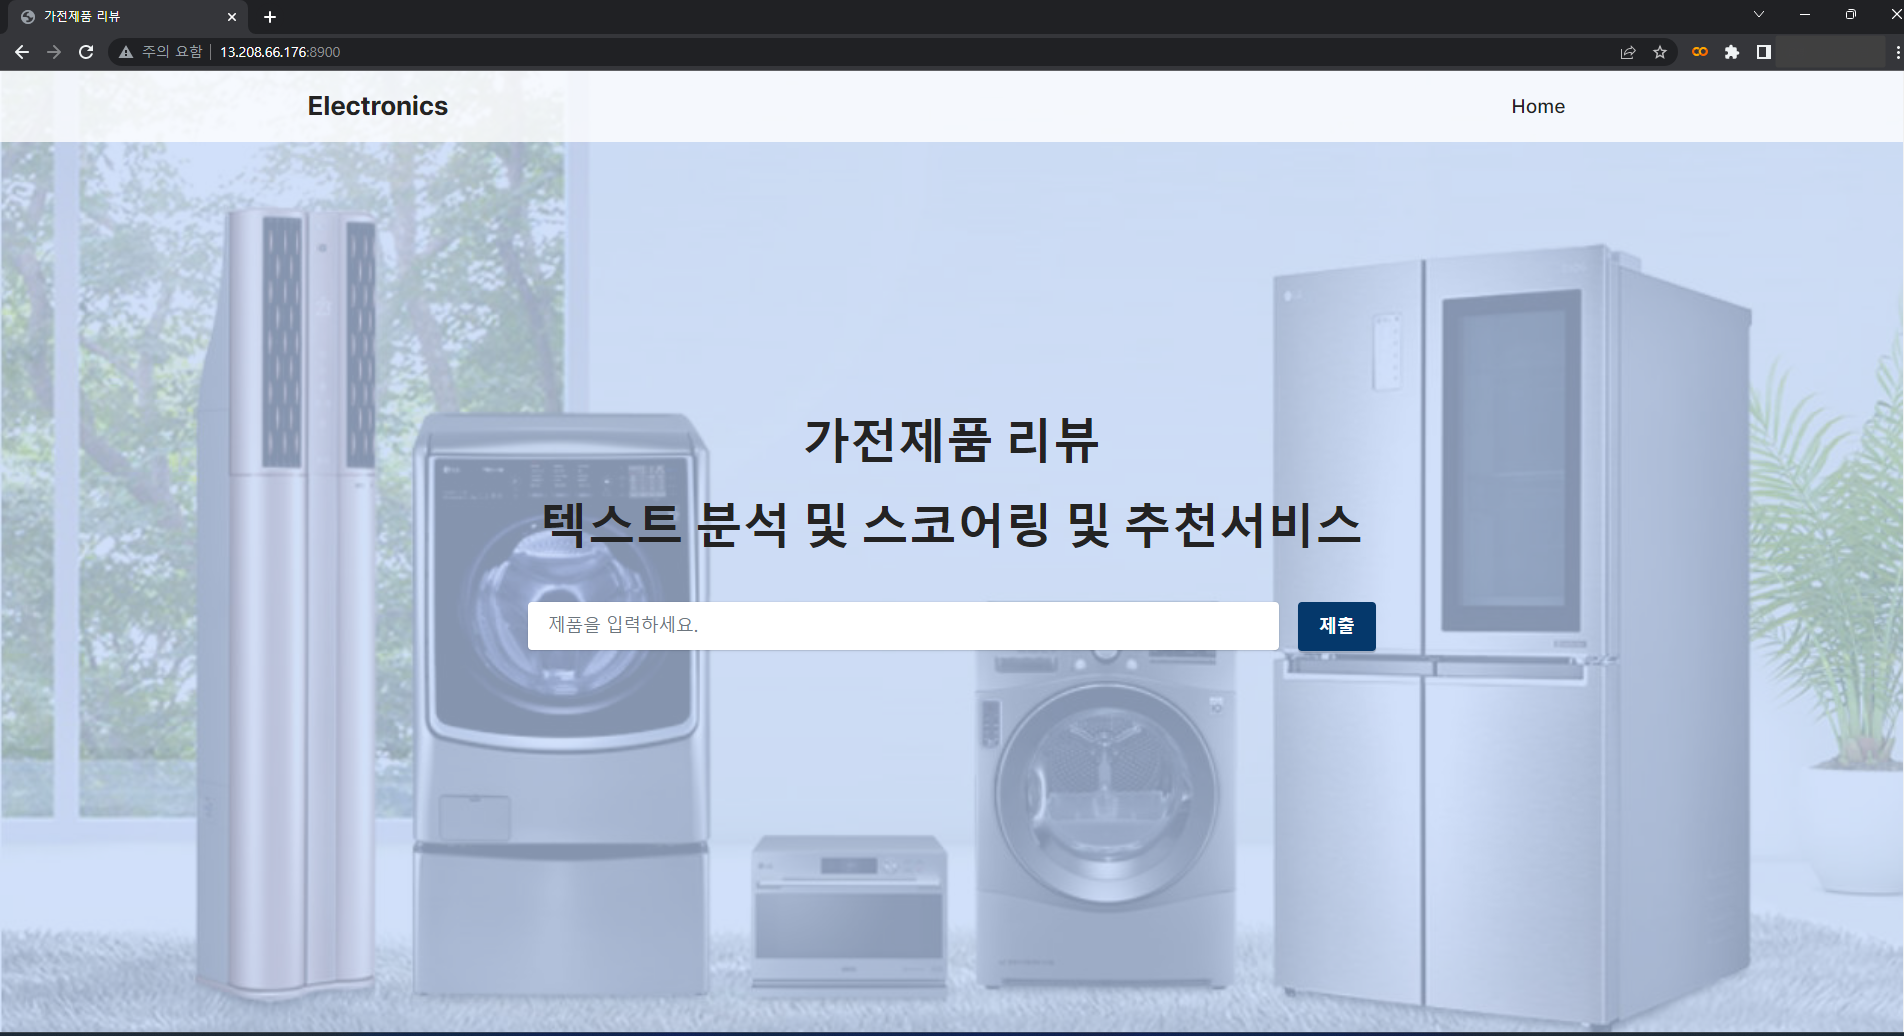 가전제품 리뷰
주의 요함 | 13.208.66.176:8900
Electronics
Home
가전제품 리뷰
텍스트 분석 및 스코어링 및 추천서비스
제품을 입력하세요.
제출